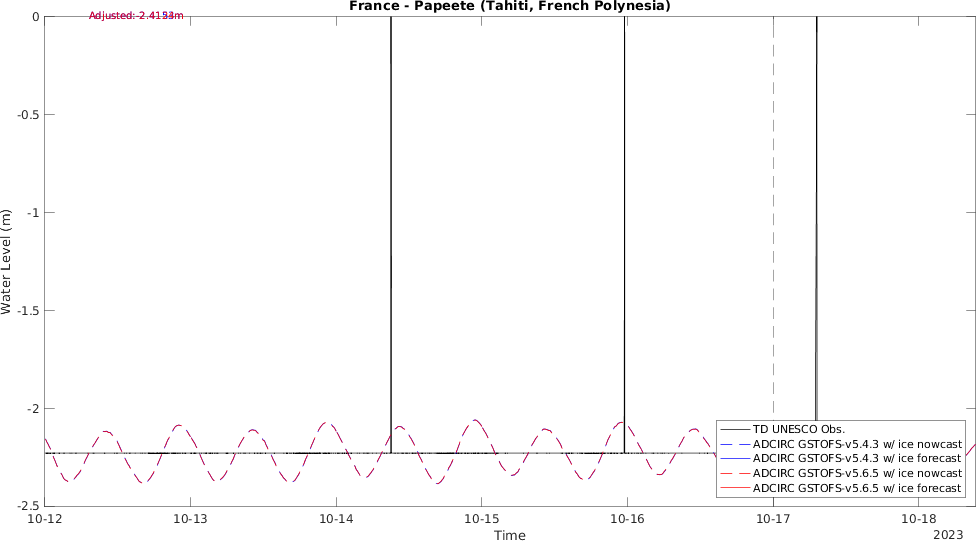 France - Papeete (Tahiti, French Polynesia)
Adjusted:
0
-0.5
-1
-1.5
-2
-2.5
Water Level (m)
TD UNESCO Obs.
ADCIRC GSTOFS-v5.4.3 w/ ice nowcast
ADCIRC GSTOFS-v5.4.3 w/ ice forecast
ADCIRC GSTOFS-v5.6.5 w/ ice nowcast
ADCIRC GSTOFS-v5.6.5 w/ ice forecast
10-12 10-13 10-14 10-15 10-16 10-17 10-18
Time
2023